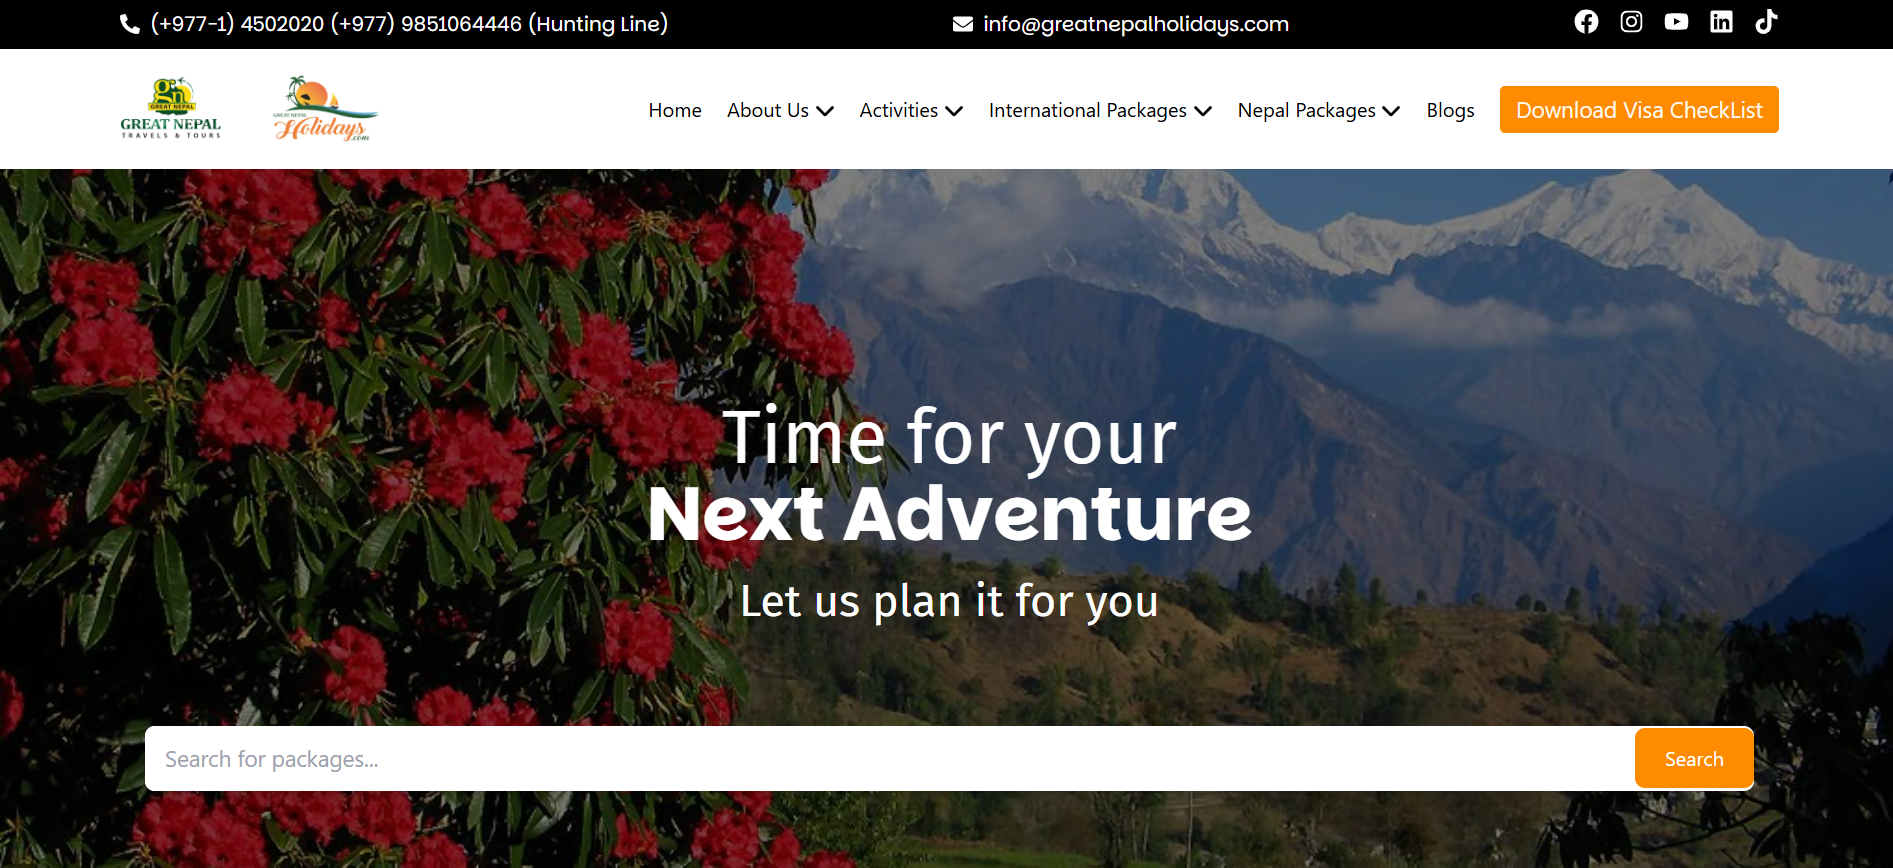 (+977-1) 4502020 (+977) 9851064446 (Hunting Line)
info@greatnepalholidays.com
gn
GREAT NEPAL
GREAT NEPAL
TRAVELS & TOURS
GREAT NEPAL
Holidays.com
Home
About Us
Activities
International Packages
Nepal Packages
Blogs
Download Visa CheckList
Time for your
Next Adventure
Let us plan it for you
Search for packages...
Search